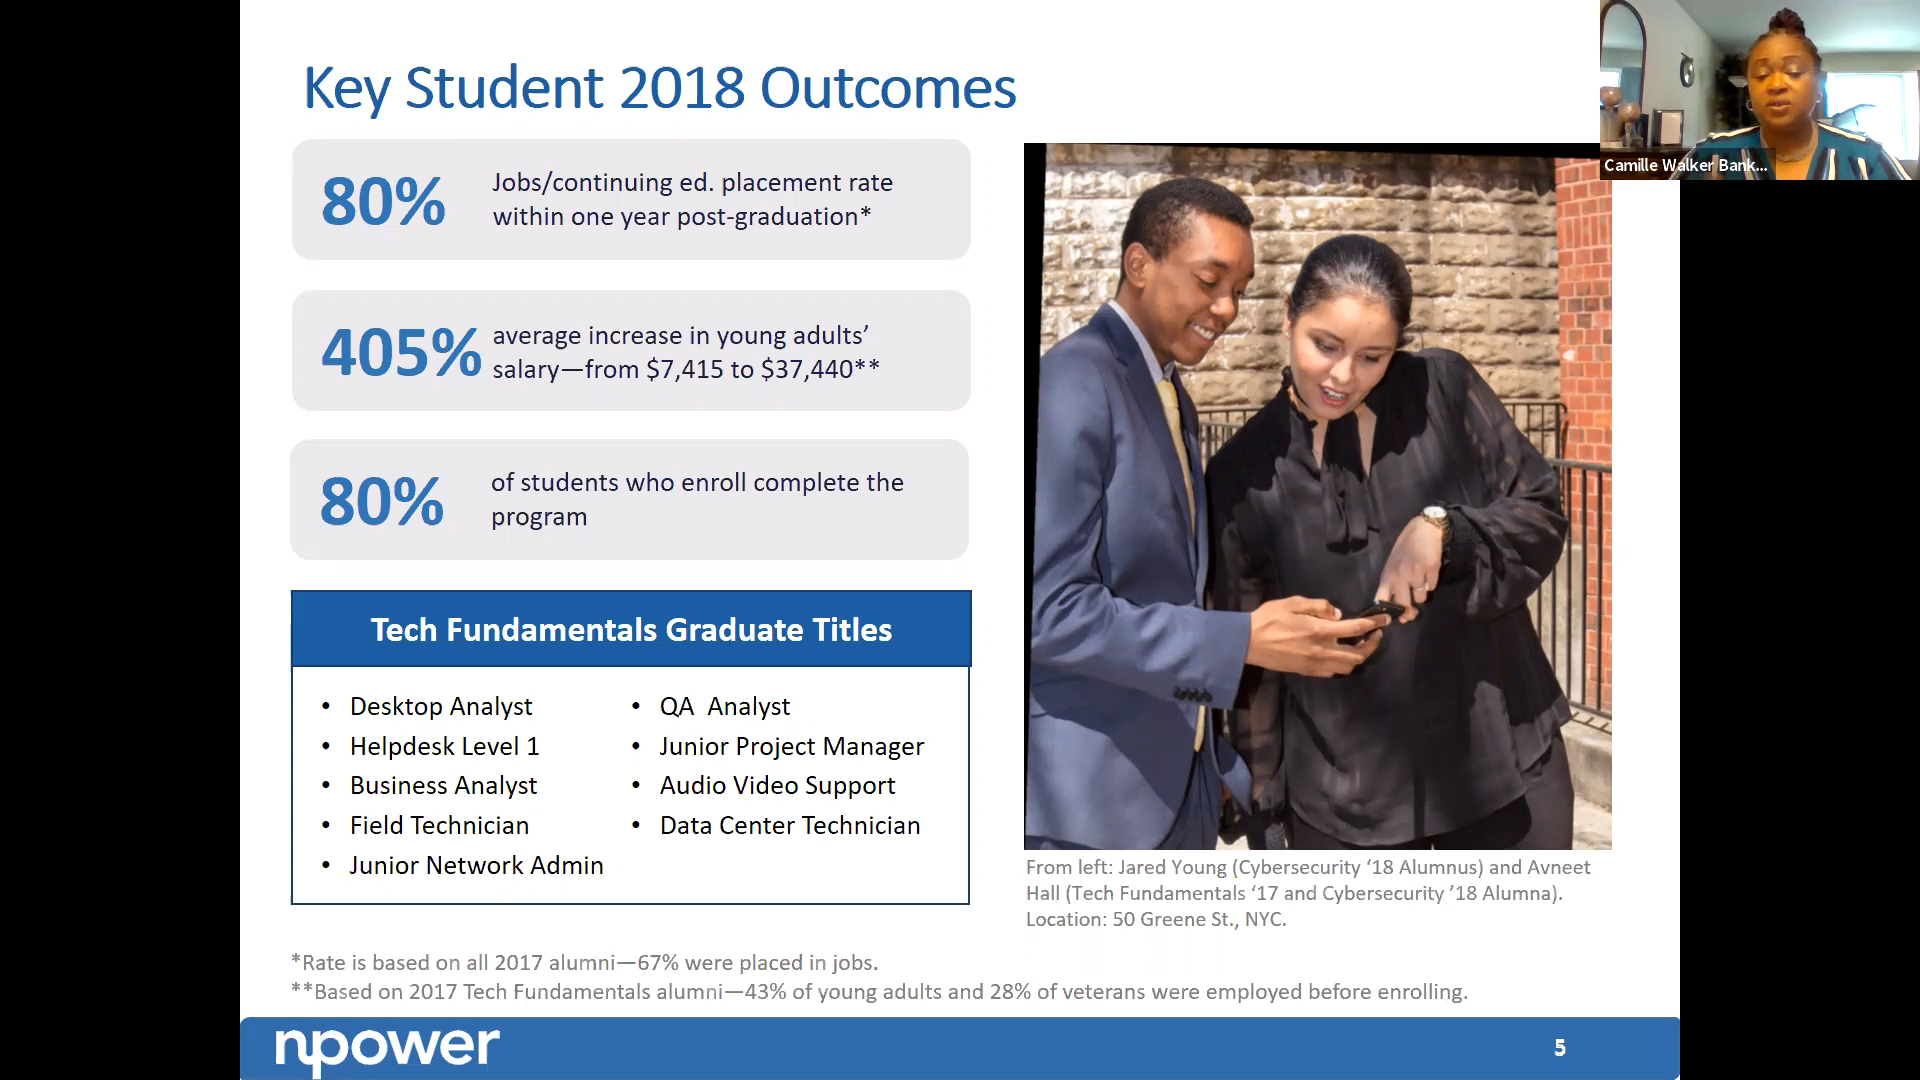 Key Student 2018 Outcomes
80%
Jobs/continuing ed. placement rate
within one year post-graduation*
405%
average increase in young adults’
salary—from $7,415 to $37,440**
80%
of students who enroll complete the
program
Tech Fundamentals Graduate Titles
• Desktop Analyst
• Helpdesk Level 1
• Business Analyst
• Field Technician
• Junior Network Admin
• QA  Analyst
• Junior Project Manager
• Audio Video Support
• Data Center Technician
Camille Walker Bank...
From left: Jared Young (Cybersecurity ‘18 Alumnus) and Avneet
Hall (Tech Fundamentals ‘17 and Cybersecurity ’18 Alumna).
Location: 50 Greene St., NYC.
*Rate is based on all 2017 alumni—67% were placed in jobs.
**Based on 2017 Tech Fundamentals alumni—43% of young adults and 28% of veterans were employed before enrolling.
npower
5